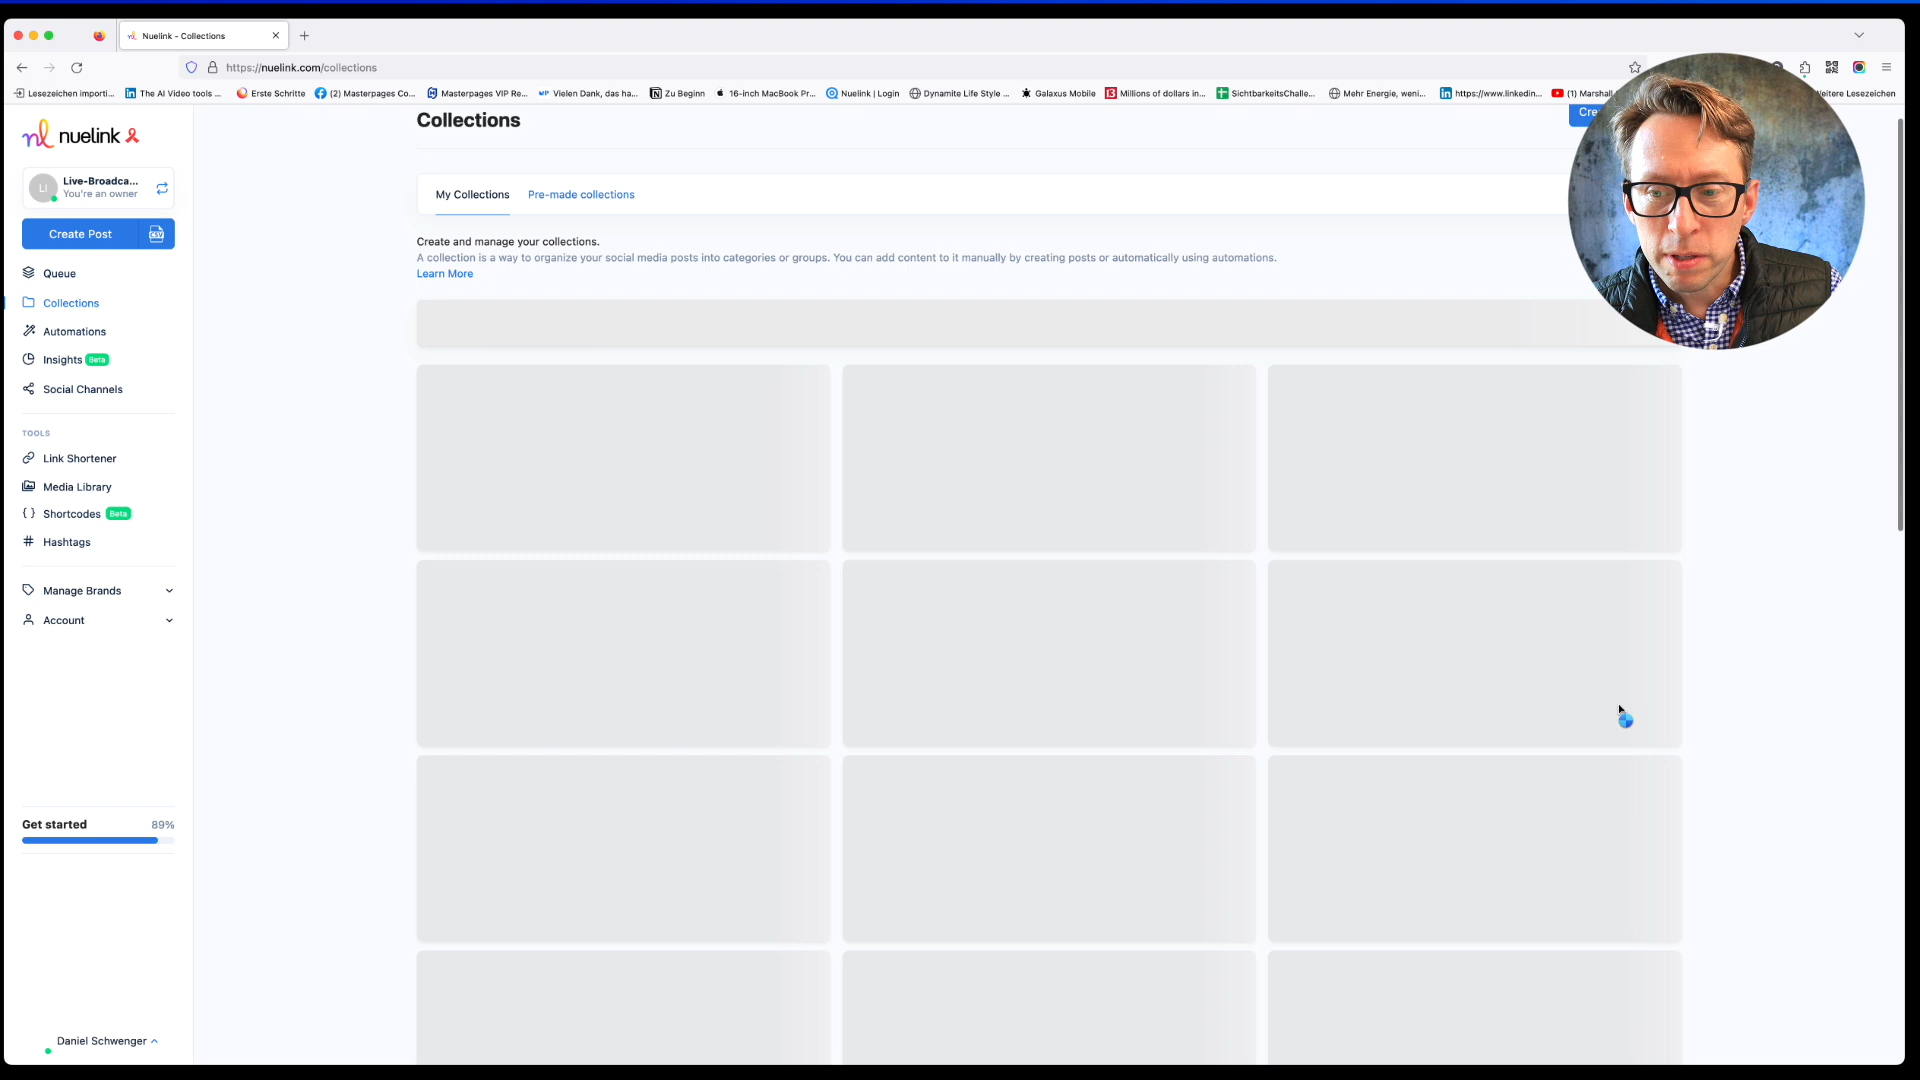 Nuelink - Collections
https://nuelink.com/collections
Lesezeichen importi...
The AI Video tools ...
Erste Schritte
(2) Masterpages Co...
Masterpages VIP Re...
Vielen Dank, das ha...
Zu Beginn
16-inch MacBook Pr...
Nuelink | Login
Dynamite Life Style ...
Galaxus Mobile
Millions of dollars in...
SichtbarkeitsChalle...
Mehr Energie, weni...
https://www.linkedin...
(1) Marshall
eitere Lesezeichen
nuelink
LI
Live-Broadca...
You're an owner
Create Post
CSV
Queue
Collections
Automations
Insights Beta
Social Channels
TOOLS
Link Shortener
Media Library
Shortcodes Beta
Hashtags
Manage Brands
Account
Get started 89%
Daniel Schwenger
Collections
Cre
My Collections
Pre-made collections
Create and manage your collections.
A collection is a way to organize your social media posts into categories or groups. You can add content to it manually by creating posts or automatically using automations.
Learn More